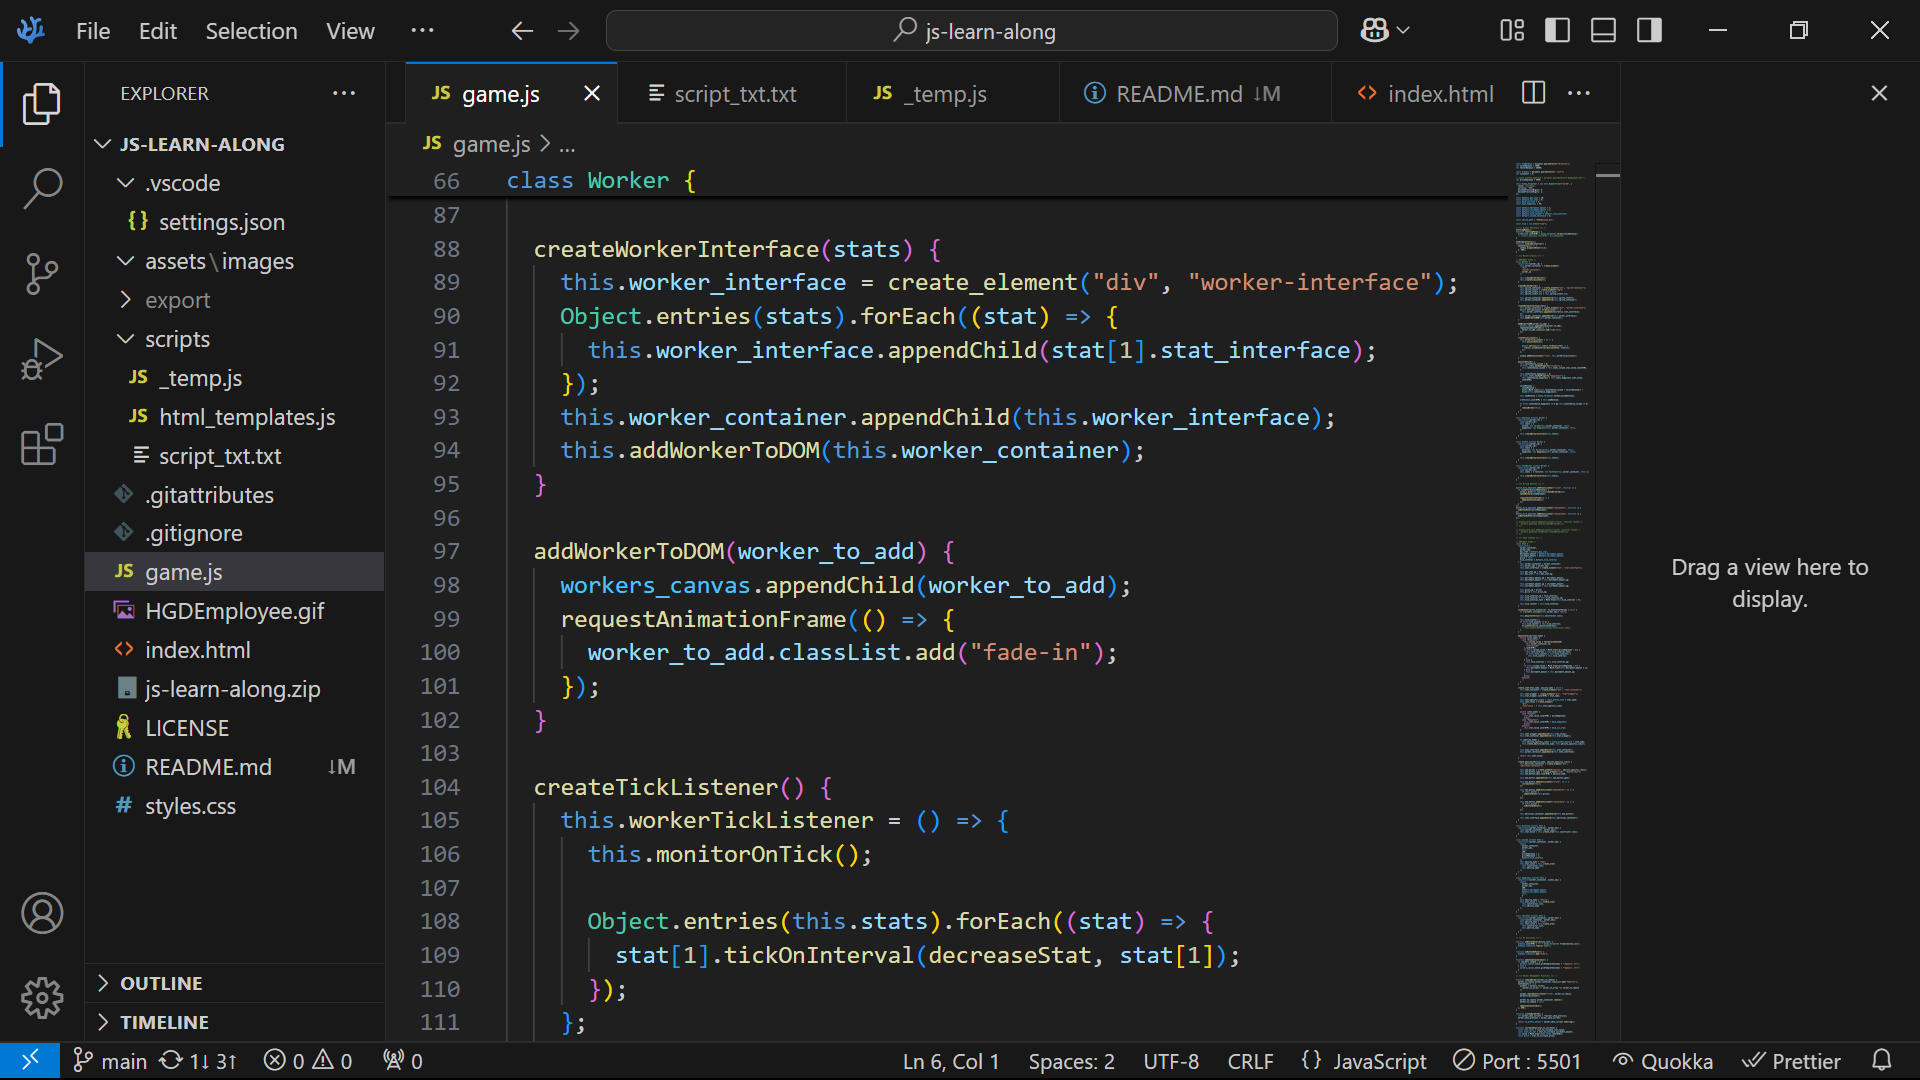 File Edit Selection View ··· js-learn-along
EXPLORER ···
JS-LEARN-ALONG
.vscode
{} settings.json
assets\images
export
scripts
JS _temp.js
JS html_templates.js
script_txt.txt
.gitattributes
.gitignore
JS game.js
HGDEmployee.gif
<> index.html
js-learn-along.zip
LICENSE
README.md ↓M
# styles.css
OUTLINE
TIMELINE
JS game.js
script_txt.txt
JS _temp.js
README.md ↓M
<> index.html
JS game.js > ...
66 class Worker {
87
88 createWorkerInterface(stats) {
89 this.worker_interface = create_element("div", "worker-interface");
90 Object.entries(stats).forEach((stat) => {
91 this.worker_interface.appendChild(stat[1].stat_interface);
92 });
93 this.worker_container.appendChild(this.worker_interface);
94 this.addWorkerToDOM(this.worker_container);
95 }
96
97 addWorkerToDOM(worker_to_add) {
98 workers_canvas.appendChild(worker_to_add);
99 requestAnimationFrame(() => {
100 worker_to_add.classList.add("fade-in");
101 });
102 }
103
104 createTickListener() {
105 this.workerTickListener = () => {
106 this.monitorOnTick();
107
108 Object.entries(this.stats).forEach((stat) => {
109 stat[1].tickOnInterval(decreaseStat, stat[1]);
110 });
111 };
Drag a view here to
display.
main 1↓ 3↑ 0 0 0 Ln 6, Col 1 Spaces: 2 UTF-8 CRLF {} JavaScript Port : 5501 Quokka Prettier